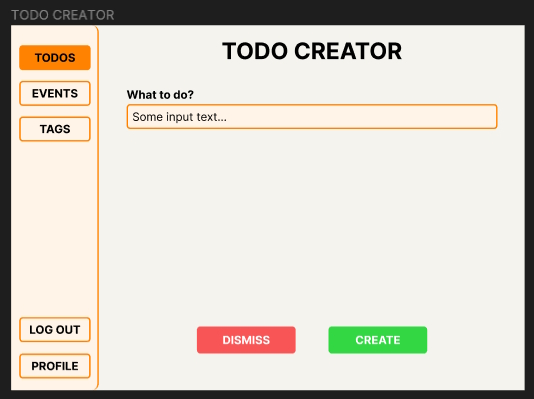 TODO CREATOR
TODOS
EVENTS
TAGS
LOG OUT
PROFILE
TODO CREATOR
What to do?
Some input text...
DISMISS
CREATE